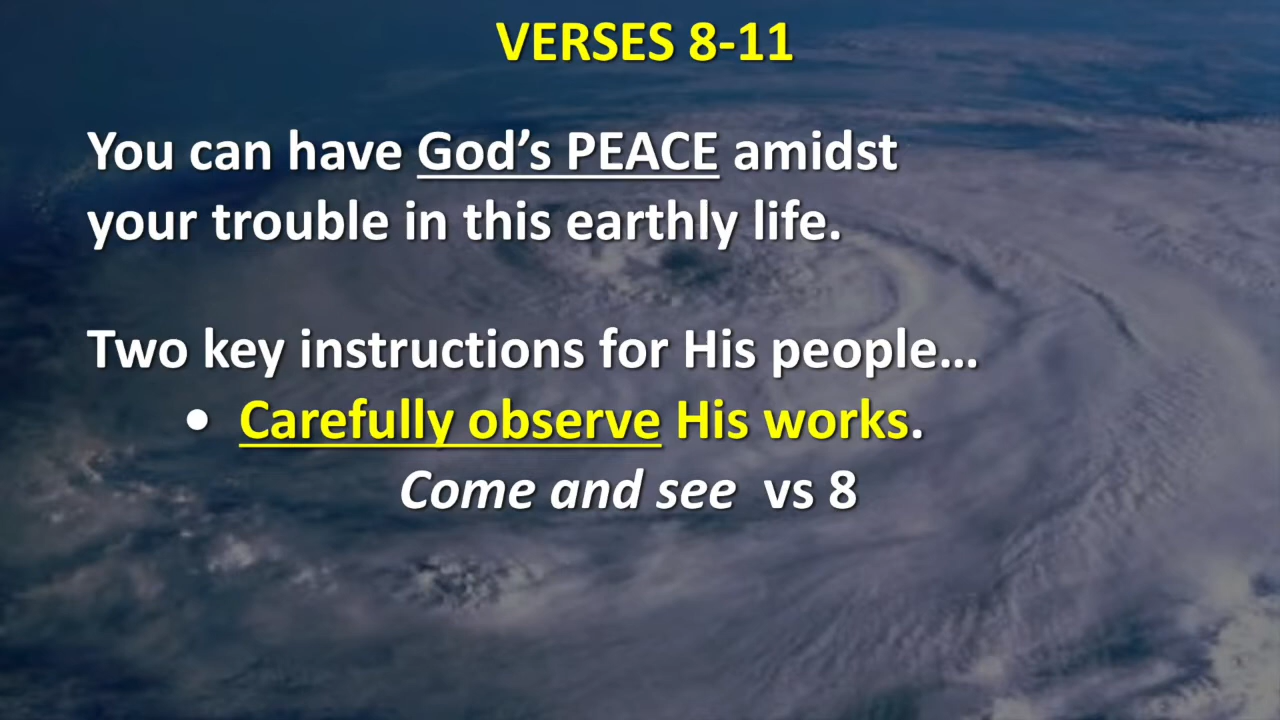 VERSES 8-11
You can have God’s PEACE amidst
your trouble in this earthly life.
Two key instructions for His people…
• Carefully observe His works.
Come and see vs 8